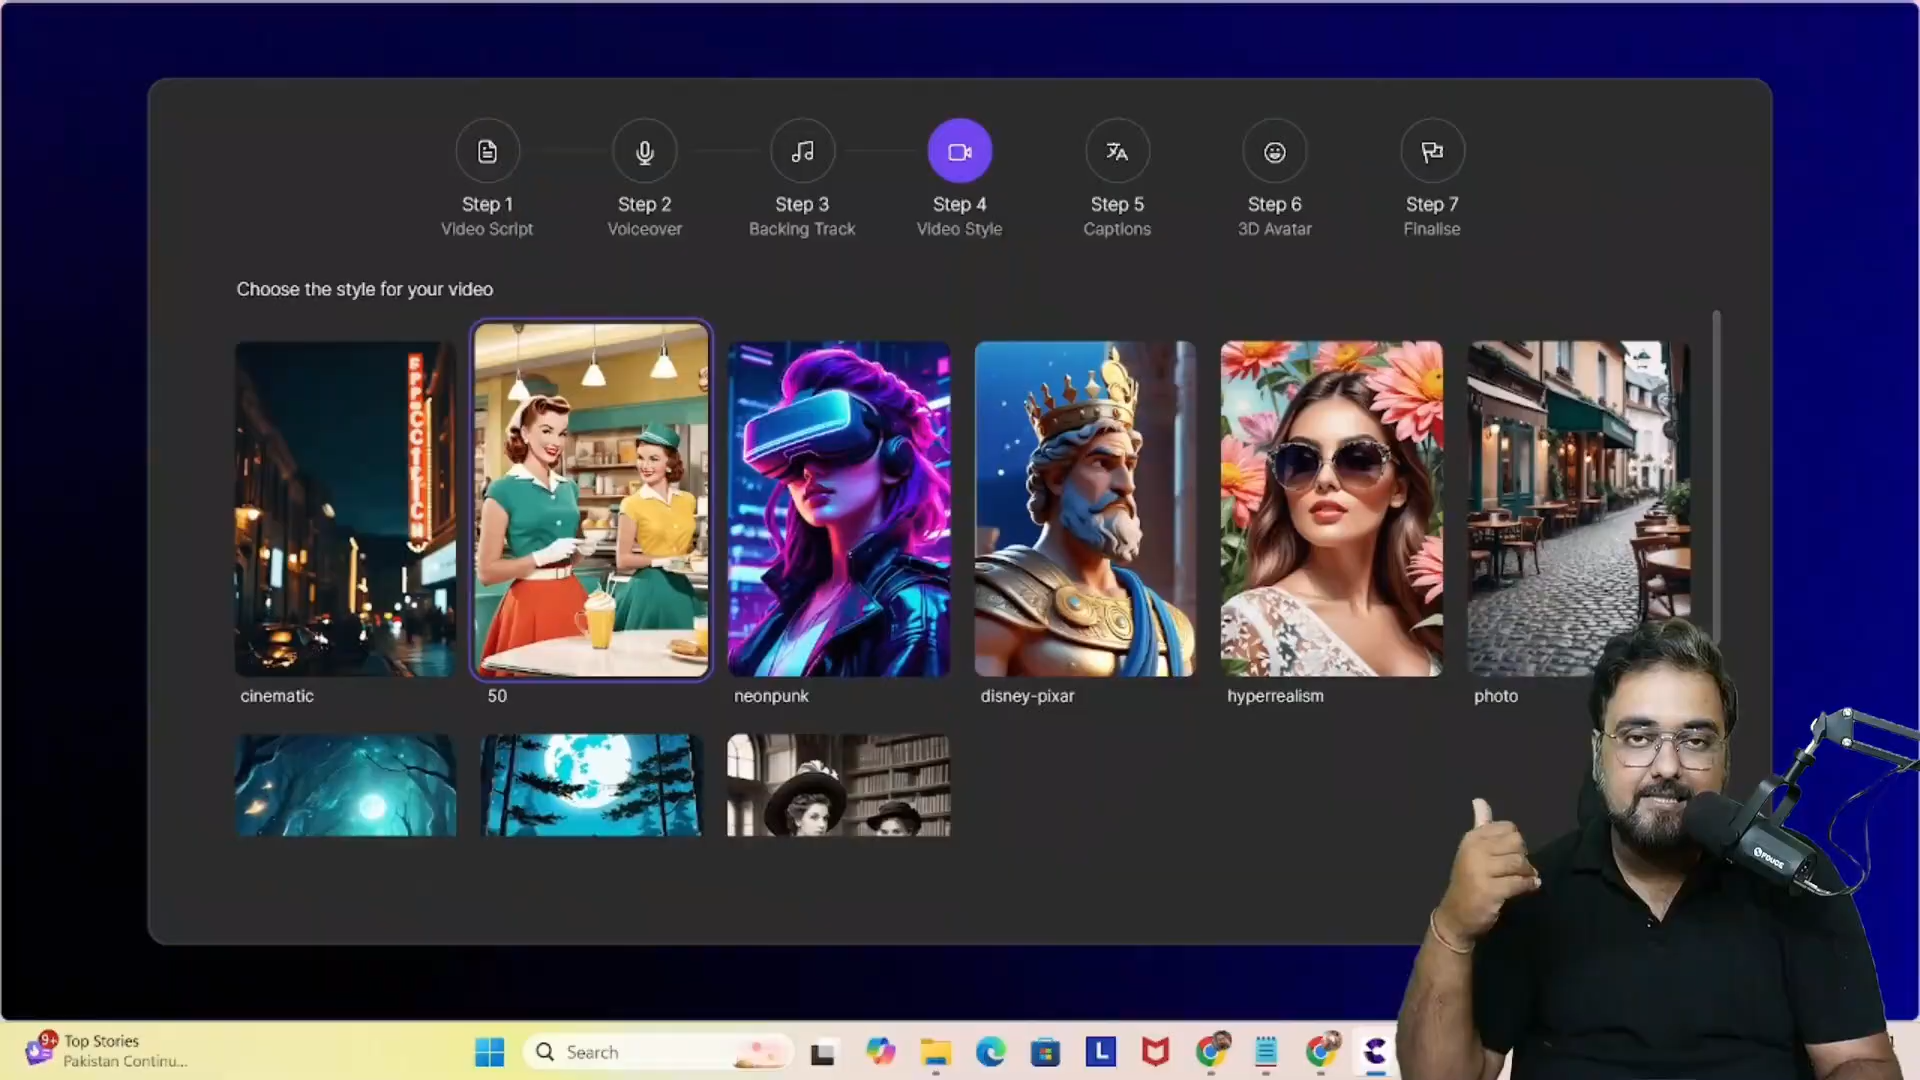 Step 1
Video Script
Step 2
Voiceover
Step 3
Backing Track
Step 4
Video Style
Step 5
Captions
Step 6
3D Avatar
Step 7
Finalise
Choose the style for your video
cinematic
50
neonpunk
disney-pixar
hyperrealism
photo
9+
Top Stories
Pakistan Continu...
Search
L